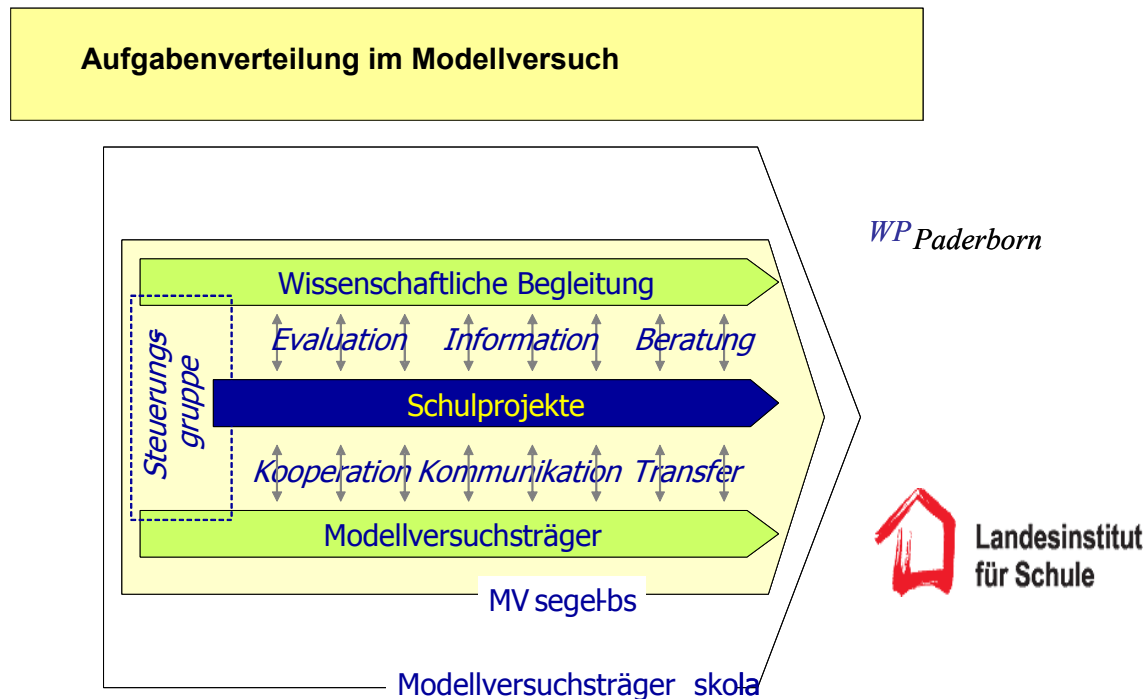 Aufgabenverteilung im Modellversuch
WP Paderborn
Wissenschaftliche Begleitung
Evaluation Information Beratung
Steuerungs-
gruppe
Schulprojekte
Kooperation Kommunikation Transfer
Modellversuchsträger
Landesinstitut
für Schule
MV segel-bs
Modellversuchsträger skola